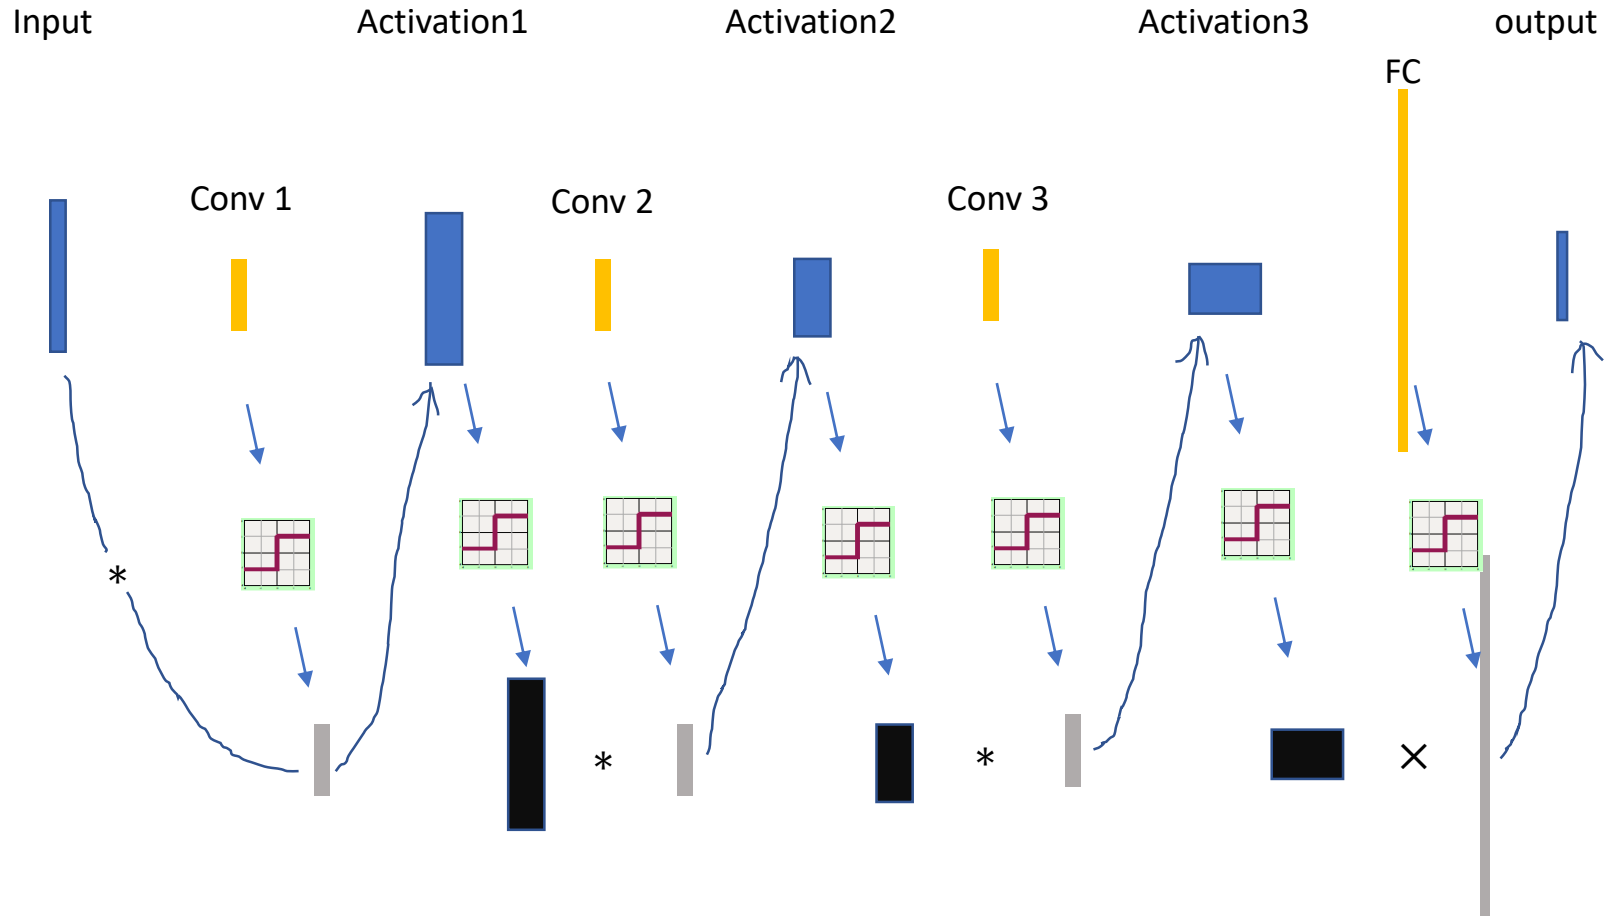 Input Activation1 Activation2 Activation3 output
FC
Conv 1 Conv 2 Conv 3
*
* * ×